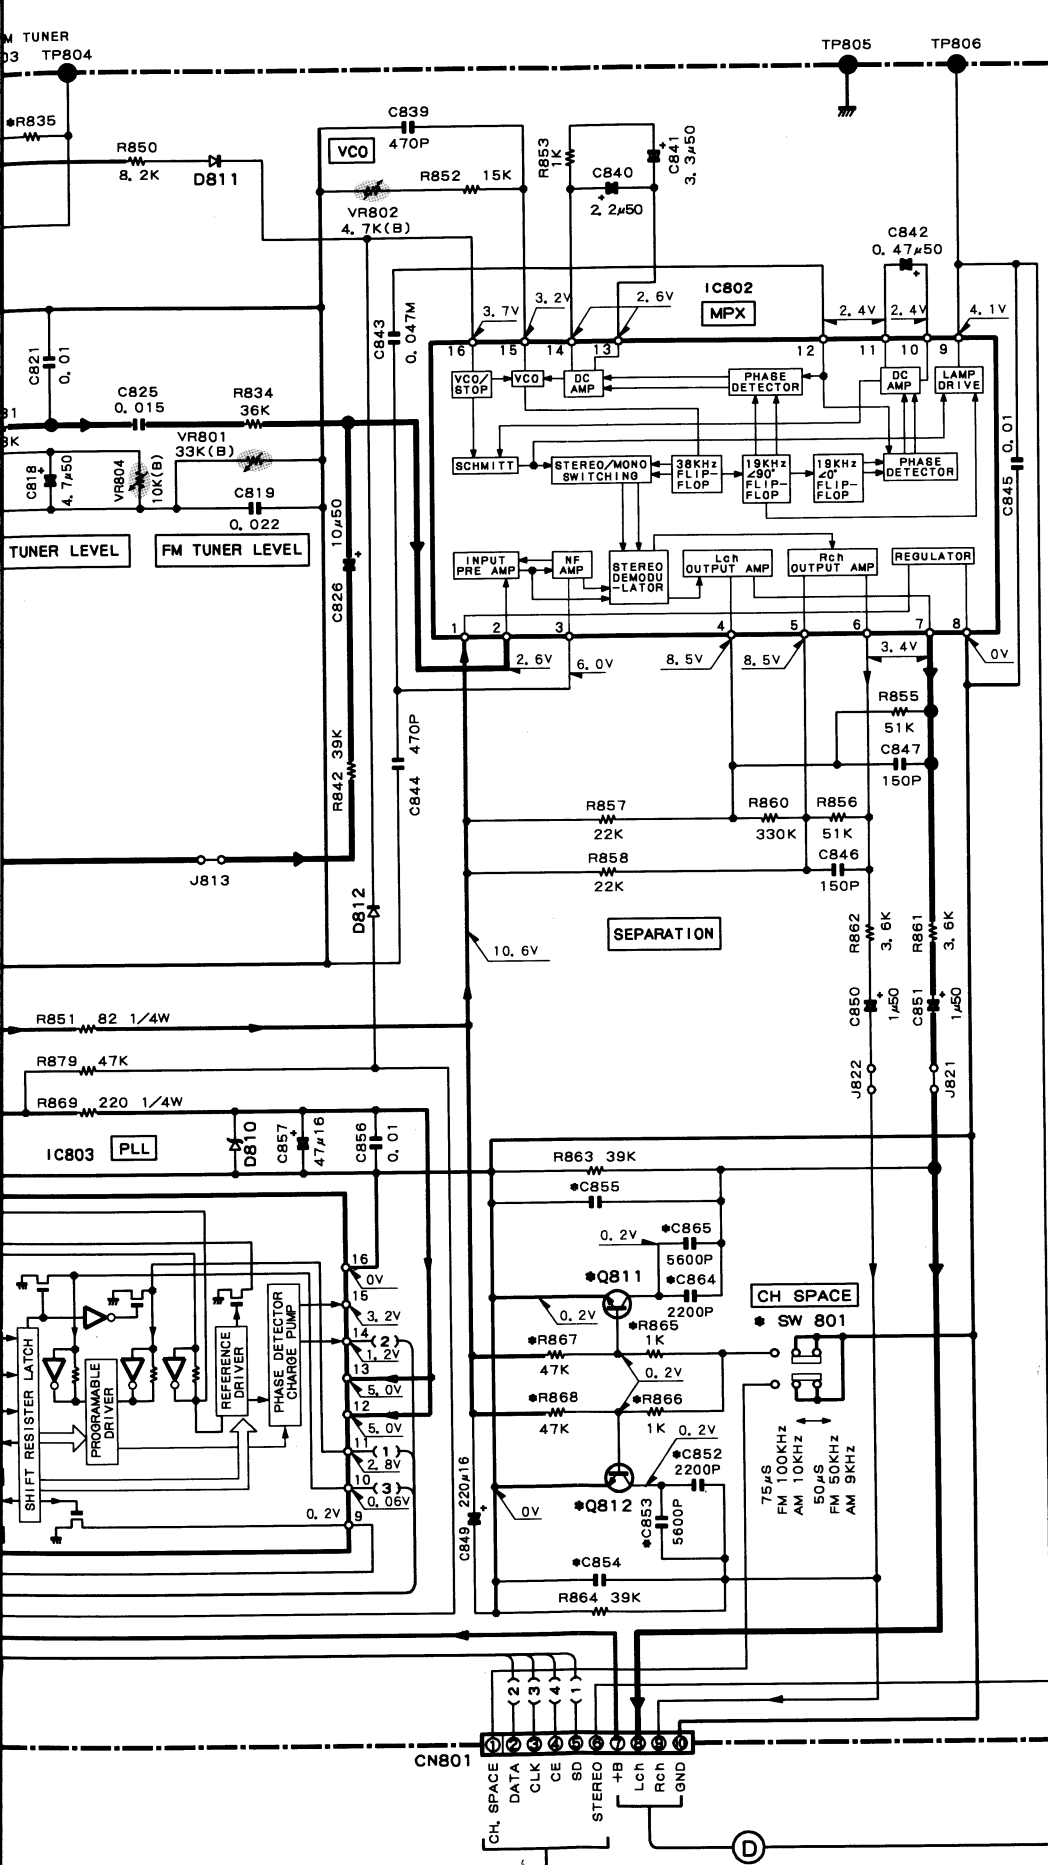 M TUNER
03 TP804
TP805
TP806
*R835
R850
8.2K
D811
C839
470P
VCO
R852 15K
VR802
4.7K(B)
R853
1K
C840
2.2µ50
C841
3.3µ50
C842
0.47µ50
IC802
MPX
3.7V
3.2V
2.6V
2.4V
2.4V
4.1V
16
15
14
13
12
11
10
9
C843
0.047M
C821
0.01
C825
0.015
R834
36K
VR801
33K(B)
C818
4.7µ50
VR804
10K(B)
C819
0.022
TUNER LEVEL
FM TUNER LEVEL
10µ50
C826
VCO/
STOP
VCO
DC
AMP
PHASE
DETECTOR
DC
AMP
LAMP
DRIVE
SCHMITT
STEREO/MONO
SWITCHING
38KHz
FLIP-
FLOP
19KHz
∠90°
FLIP-
FLOP
19KHz
∠0°
FLIP-
FLOP
PHASE
DETECTOR
C845 0.01
INPUT
PRE AMP
NF
AMP
STEREO
DEMODU
-LATOR
Lch
OUTPUT AMP
Rch
OUTPUT AMP
REGULATOR
1
2
3
4
5
6
7
8
2.6V
6.0V
8.5V
8.5V
3.4V
0V
R855
51K
C847
150P
R842 39K
C844 470P
R857
22K
R860
330K
R856
51K
R858
22K
C846
150P
J813
D812
SEPARATION
R862
3.6K
R861
3.6K
10.6V
C850
1µ50
C851
1µ50
R851 82 1/4W
R879 47K
R869 220 1/4W
J822
J821
IC803
PLL
D810
C857
47µ16
C856
0.01
R863 39K
*C855
0.2V
*C865
5600P
*Q811
*C864
2200P
0.2V
*R865
1K
*R867
47K
0.2V
*R868
47K
*R866
1K
0.2V
*C852
2200P
*Q812
*C853
5600P
0V
C849 220µ16
*C854
R864 39K
CH SPACE
* SW 801
75µS
FM 100KHz
AM 10KHz
50µS
FM 50KHz
AM 9KHz
16
0V
15
3.2V
14 (2)
1.2V
13
5.0V
12
5.0V
11 (1)
2.8V
10 (3)
0.06V
0.2V 9
SHIFT RESISTER LATCH
PROGRAMABLE
DRIVER
REFERENCE
DRIVER
PHASE DETECTOR
CHARGE PUMP
(2)
(3)
(4)
(1)
CN801
1 2 3 4 5 6 7 8 9 10
CH. SPACE
DATA
CLK
CE
SD
STEREO
+B
Lch
Rch
GND
D